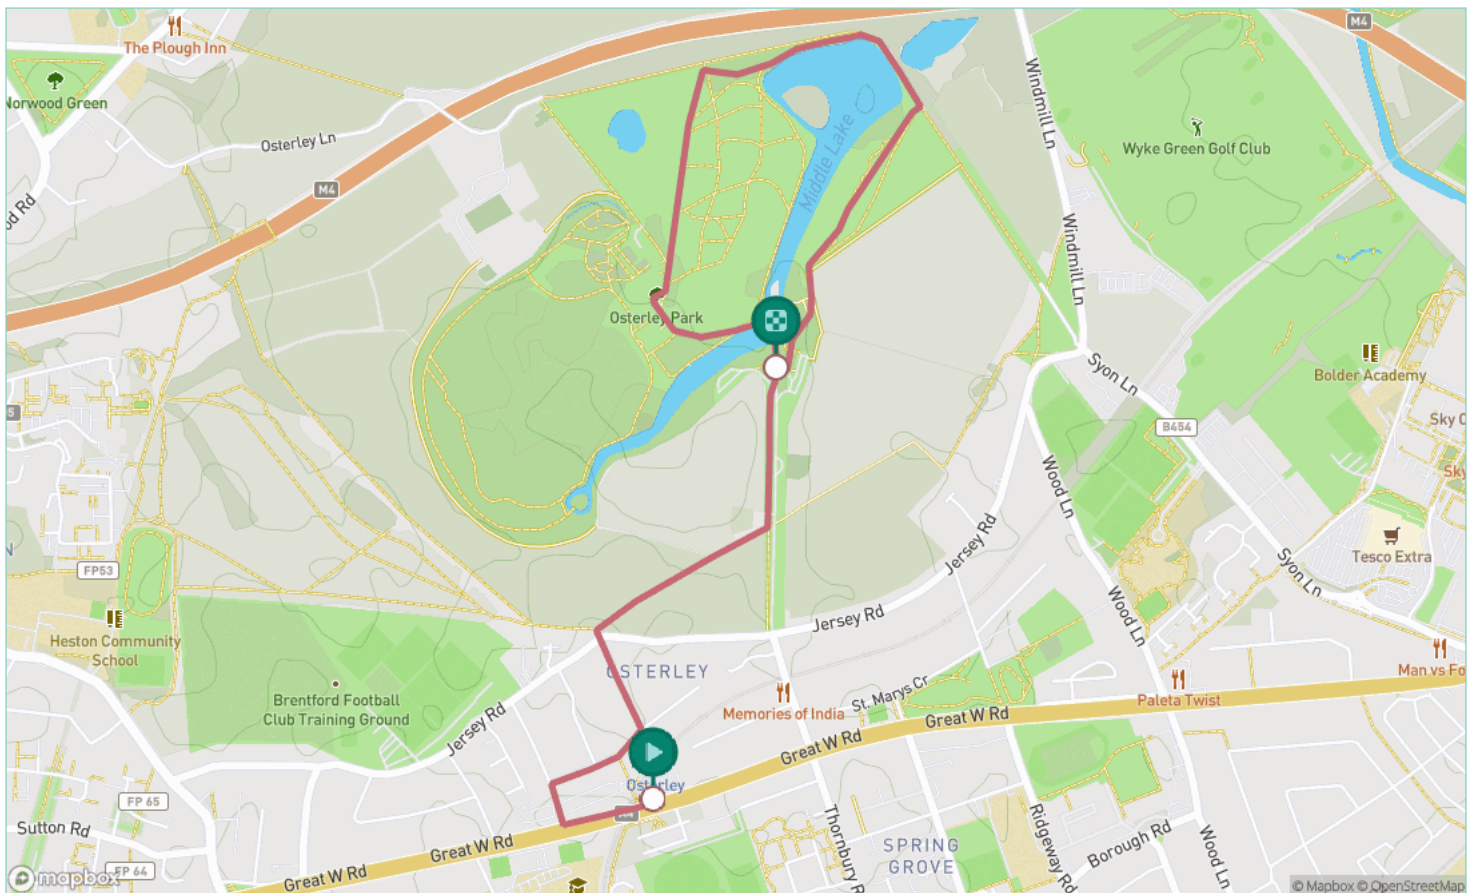 M4
The Plough Inn
Norwood Green
Osterley Ln
Windmill Ln
Wyke Green Golf Club
M4
Middle Lake
Windmill Ln
Osterley Park
Syon Ln
Bolder Academy
B454
Sky
Wood Ln
Jersey Rd
Tesco Extra
FP53
Syon Ln
Heston Community
School
Wood Ln
Jersey Rd
OSTERLEY
Man vs Fo
Brentford Football
Club Training Ground
Memories of India
St. Marys Cr
Paleta Twist
Great W Rd
Jersey Rd
Great W Rd
Osterley
FP 65
Sutton Rd
Thornbury
Ridgeway Rd
Borough Rd
Wood Ln
Great W Rd
SPRING
GROVE
FP 64
mapbox
Great W Rd
© Mapbox © OpenStreetMap